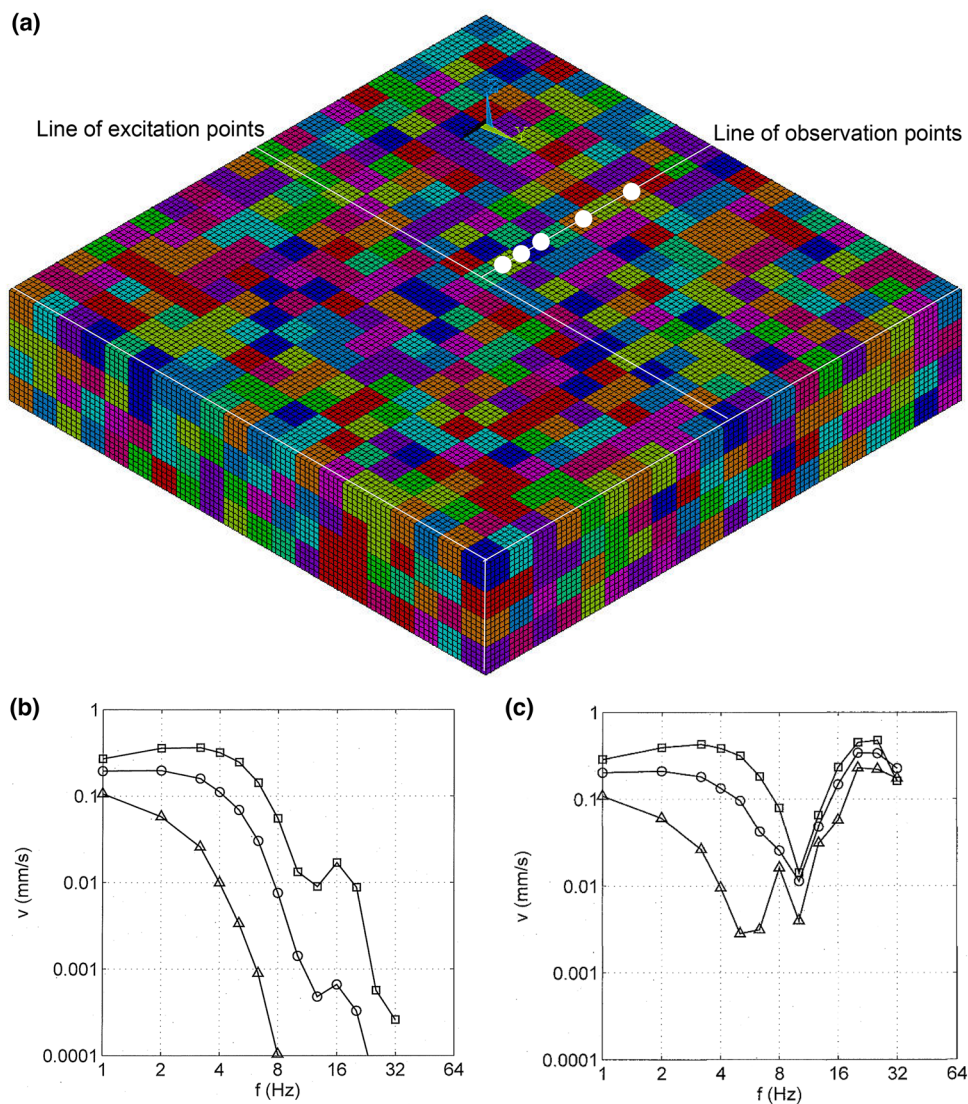 (a)
Line of excitation points
Line of observation points
Y
(b)
(c)
1
0.1
0.01
0.001
0.0001
v (mm/s)
1 2 4 8 16 32 64
f (Hz)
1
0.1
0.01
0.001
0.0001
v (mm/s)
1 2 4 8 16 32 64
f (Hz)